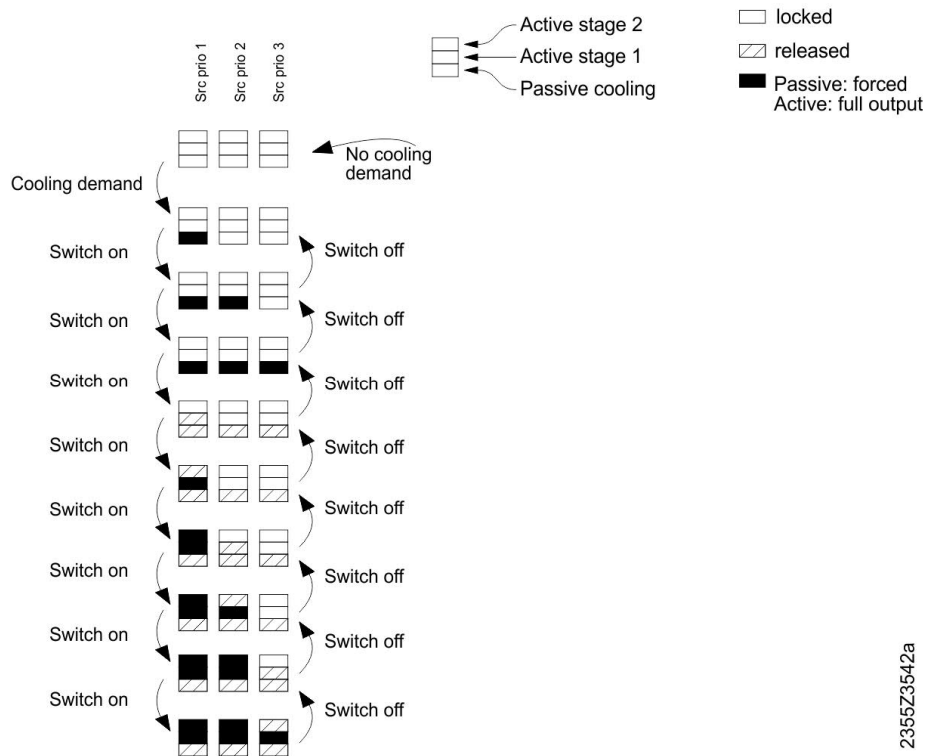 Src prio 1
Src prio 2
Src prio 3
Active stage 2
Active stage 1
Passive cooling
locked
released
Passive: forced
Active: full output
No cooling
demand
Cooling demand
Switch on
Switch off
Switch on
Switch off
Switch on
Switch off
Switch on
Switch off
Switch on
Switch off
Switch on
Switch off
Switch on
Switch off
Switch on
Switch off
2355Z3542a